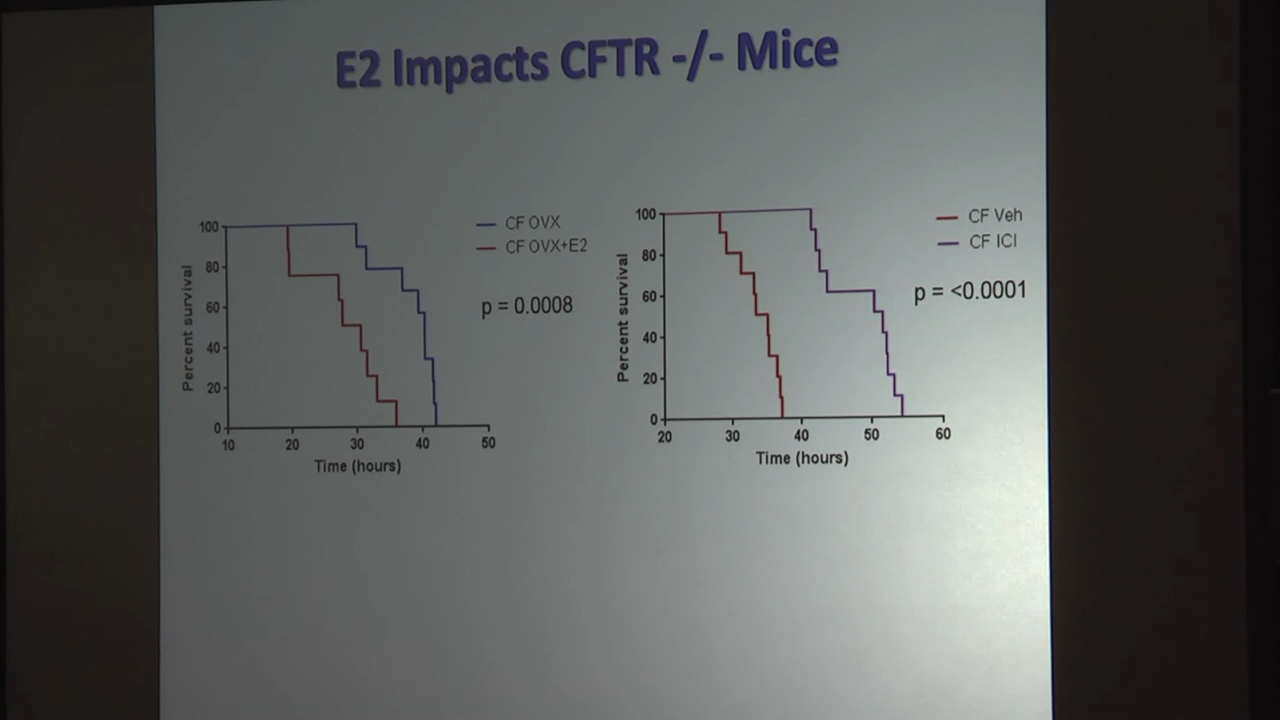 E2 Impacts CFTR -/- Mice
CF OVX
CF OVX+E2
p = 0.0008
Percent survival
100
80
60
40
20
0
10 20 30 40 50
Time (hours)
CF Veh
CF ICI
p = <0.0001
Percent survival
100
80
60
40
20
0
20 30 40 50 60
Time (hours)